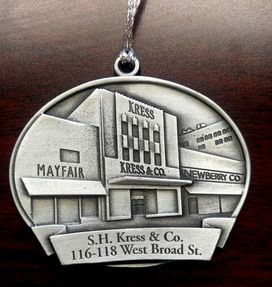 KRESS
KRESS & CO.
MAYFAIR
NEWBERRY CO
S.H. Kress & Co.
116-118 West Broad St.